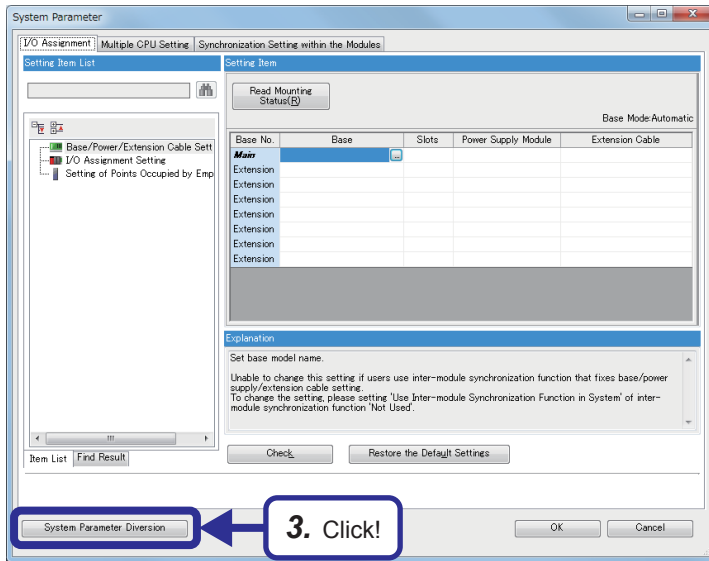 System Parameter
I/O Assignment Multiple CPU Setting Synchronization Setting within the Modules
Setting Item List
Setting Item
Read Mounting
Status(R)
Base Mode:Automatic
Base/Power/Extension Cable Sett
I/O Assignment Setting
Setting of Points Occupied by Emp
Base No. Base Slots Power Supply Module Extension Cable
Main ...
Extension
Extension
Extension
Extension
Extension
Extension
Extension
Explanation
Set base model name.
Unable to change this setting if users use inter-module synchronization function that fixes base/power
supply/extension cable setting.
To change the setting, please setting 'Use Inter-module Synchronization Function in System' of inter-
module synchronization function 'Not Used'.
Item List Find Result
Check
Restore the Default Settings
System Parameter Diversion
3. Click!
OK
Cancel